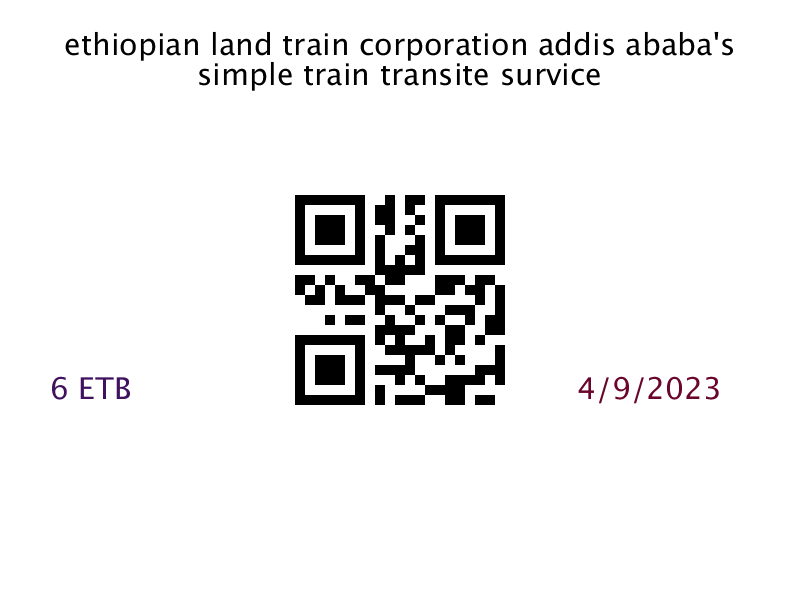 ethiopian land train corporation addis ababa's
simple train transite survice
6 ETB
4/9/2023